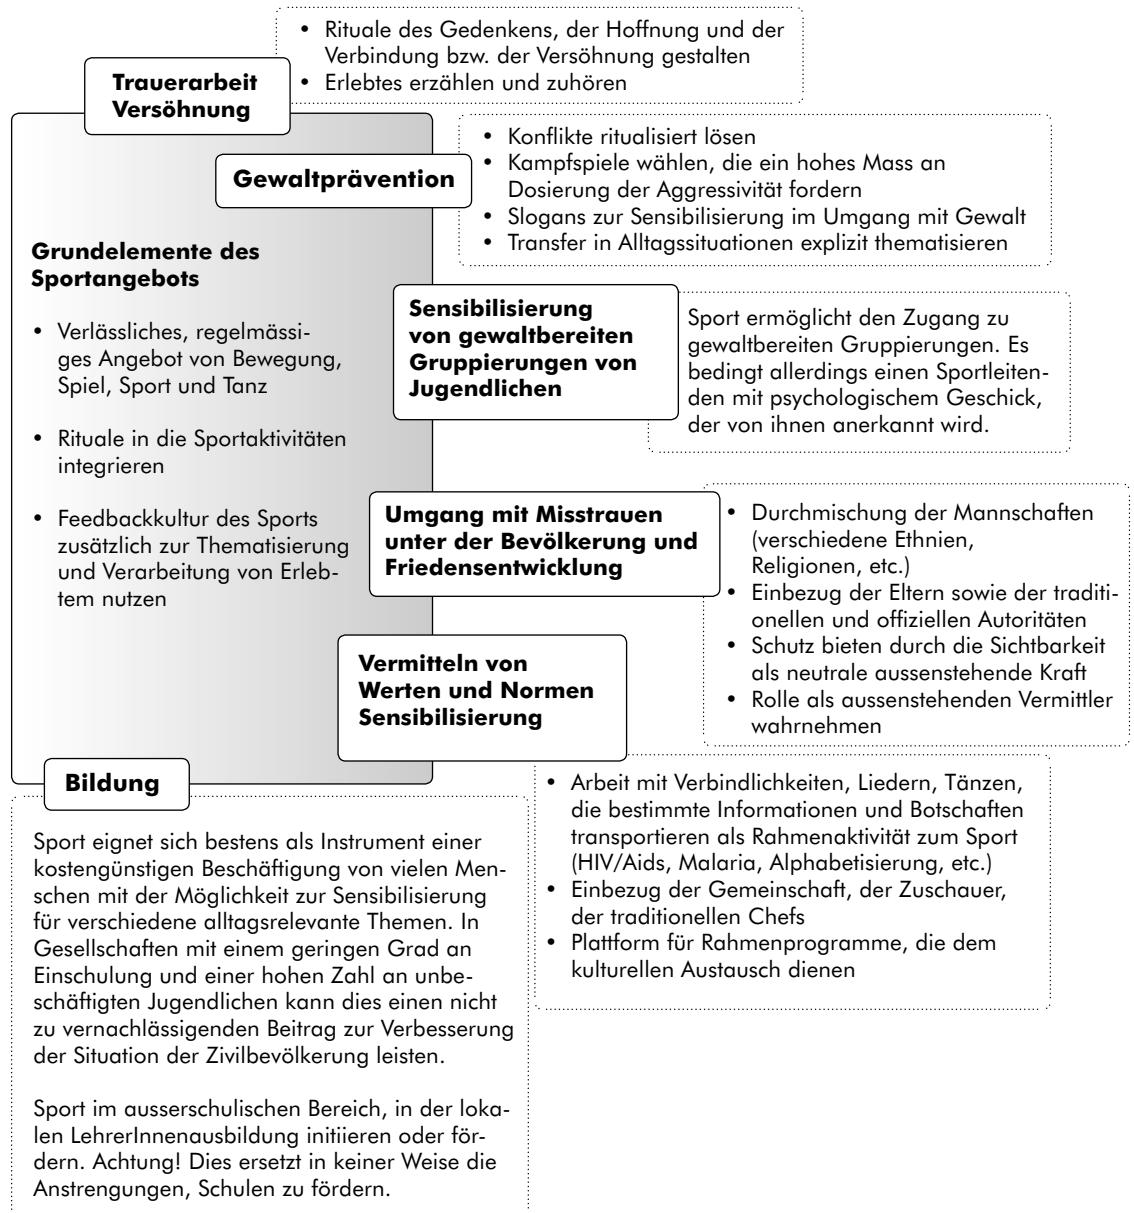 • Rituale des Gedenkens, der Hoffnung und der
Verbindung bzw. der Versöhnung gestalten
• Erlebtes erzählen und zuhören
Trauerarbeit
Versöhnung
• Konflikte ritualisiert lösen
• Kampfspiele wählen, die ein hohes Mass an
Dosierung der Aggressivität fordern
• Slogans zur Sensibilisierung im Umgang mit Gewalt
• Transfer in Alltagssituationen explizit thematisieren
Gewaltprävention
Grundelemente des
Sportangebots
• Verlässliches, regelmässi-
ges Angebot von Bewegung,
Spiel, Sport und Tanz
• Rituale in die Sportaktivitäten
integrieren
• Feedbackkultur des Sports
zusätzlich zur Thematisierung
und Verarbeitung von Erleb-
tem nutzen
Sensibilisierung
von gewaltbereiten
Gruppierungen von
Jugendlichen
Sport ermöglicht den Zugang zu
gewaltbereiten Gruppierungen. Es
bedingt allerdings einen Sportleiten-
den mit psychologischem Geschick,
der von ihnen anerkannt wird.
Umgang mit Misstrauen
unter der Bevölkerung und
Friedensentwicklung
• Durchmischung der Mannschaften
(verschiedene Ethnien,
Religionen, etc.)
• Einbezug der Eltern sowie der traditi-
onellen und offiziellen Autoritäten
• Schutz bieten durch die Sichtbarkeit
als neutrale aussenstehende Kraft
• Rolle als aussenstehenden Vermittler
wahrnehmen
Vermitteln von
Werten und Normen
Sensibilisierung
• Arbeit mit Verbindlichkeiten, Liedern, Tänzen,
die bestimmte Informationen und Botschaften
transportieren als Rahmenaktivität zum Sport
(HIV/Aids, Malaria, Alphabetisierung, etc.)
• Einbezug der Gemeinschaft, der Zuschauer,
der traditionellen Chefs
• Plattform für Rahmenprogramme, die dem
kulturellen Austausch dienen
Bildung
Sport eignet sich bestens als Instrument einer
kostengünstigen Beschäftigung von vielen Men-
schen mit der Möglichkeit zur Sensibilisierung
für verschiedene alltagsrelevante Themen. In
Gesellschaften mit einem geringen Grad an
Einschulung und einer hohen Zahl an unbe-
schäftigten Jugendlichen kann dies einen nicht
zu vernachlässigenden Beitrag zur Verbesserung
der Situation der Zivilbevölkerung leisten.
Sport im ausserschulischen Bereich, in der loka-
len LehrerInnenausbildung initiieren oder för-
dern. Achtung! Dies ersetzt in keiner Weise die
Anstrengungen, Schulen zu fördern.